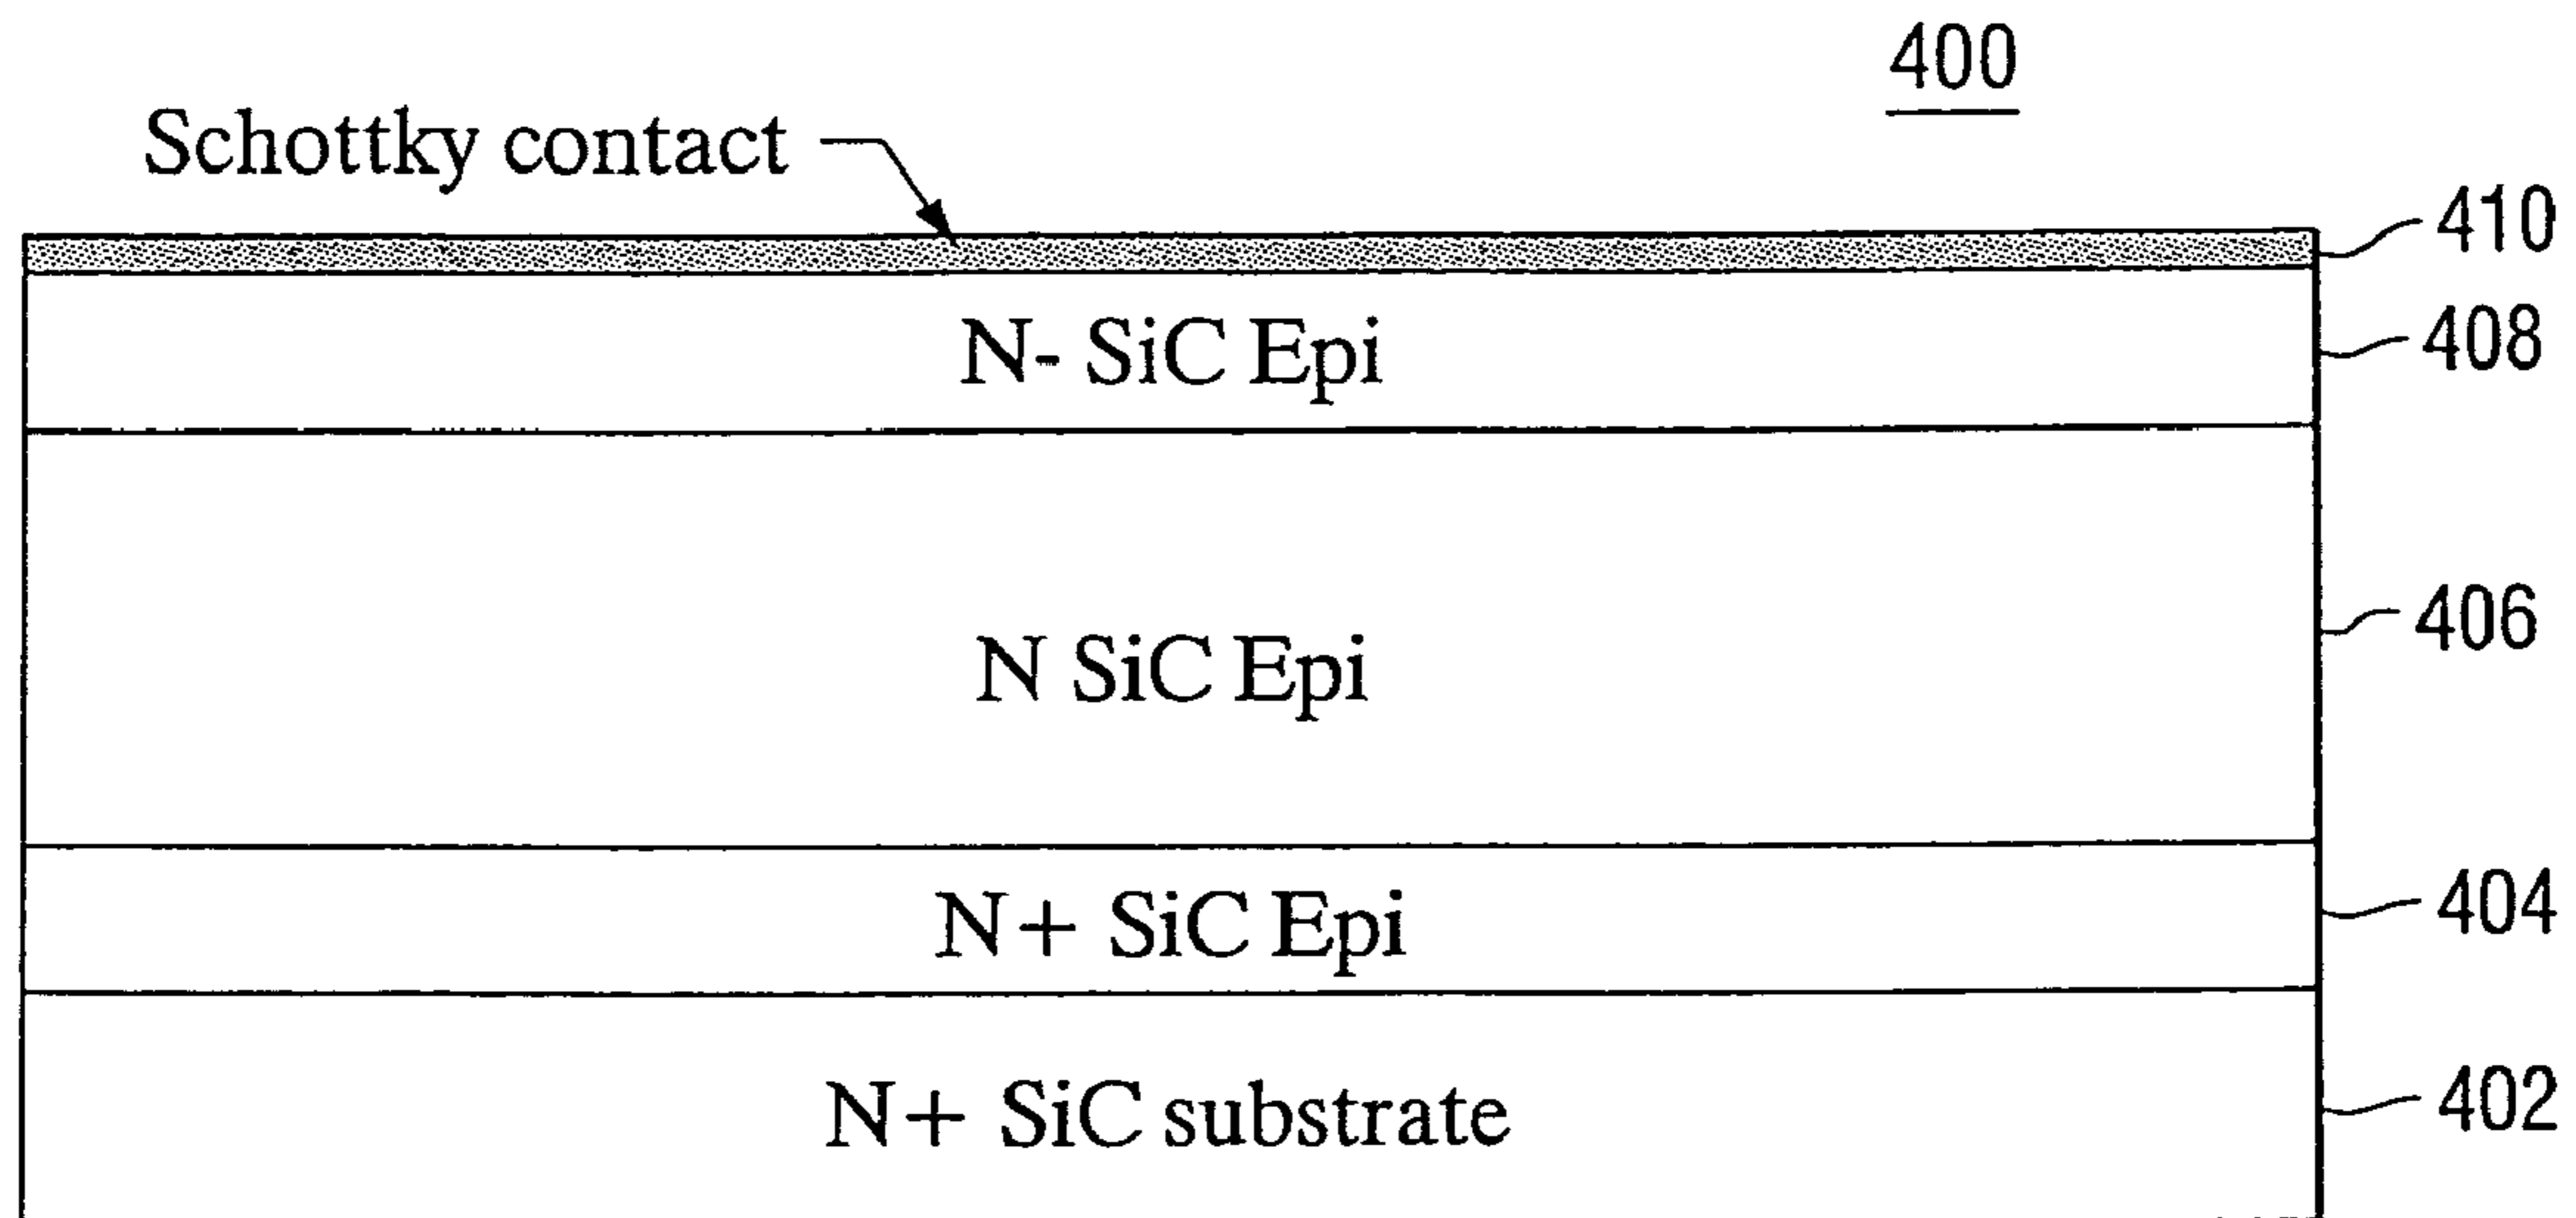 400
Schottky contact
410
N- SiC Epi
408
N SiC Epi
406
N+ SiC Epi
404
N+ SiC substrate
402